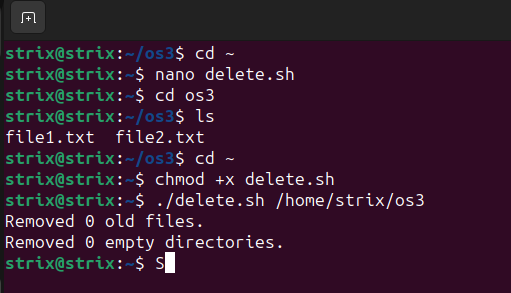 strix@strix:~/os3$ cd ~
strix@strix:~$ nano delete.sh
strix@strix:~$ cd os3
strix@strix:~/os3$ ls
file1.txt  file2.txt
strix@strix:~/os3$ cd ~
strix@strix:~$ chmod +x delete.sh
strix@strix:~$ ./delete.sh /home/strix/os3
Removed 0 old files.
Removed 0 empty directories.
strix@strix:~$ S